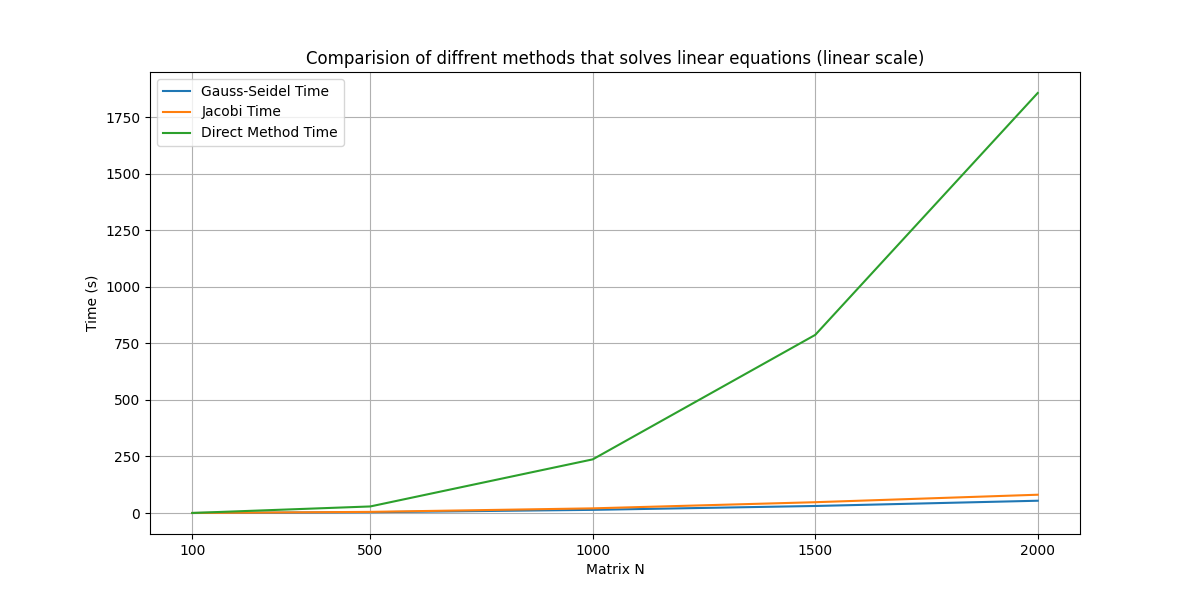 Comparision of diffrent methods that solves linear equations (linear scale)
Gauss-Seidel Time
Jacobi Time
Direct Method Time
1750
1500
1250
1000
750
500
250
0
Time (s)
100 500 1000 1500 2000
Matrix N